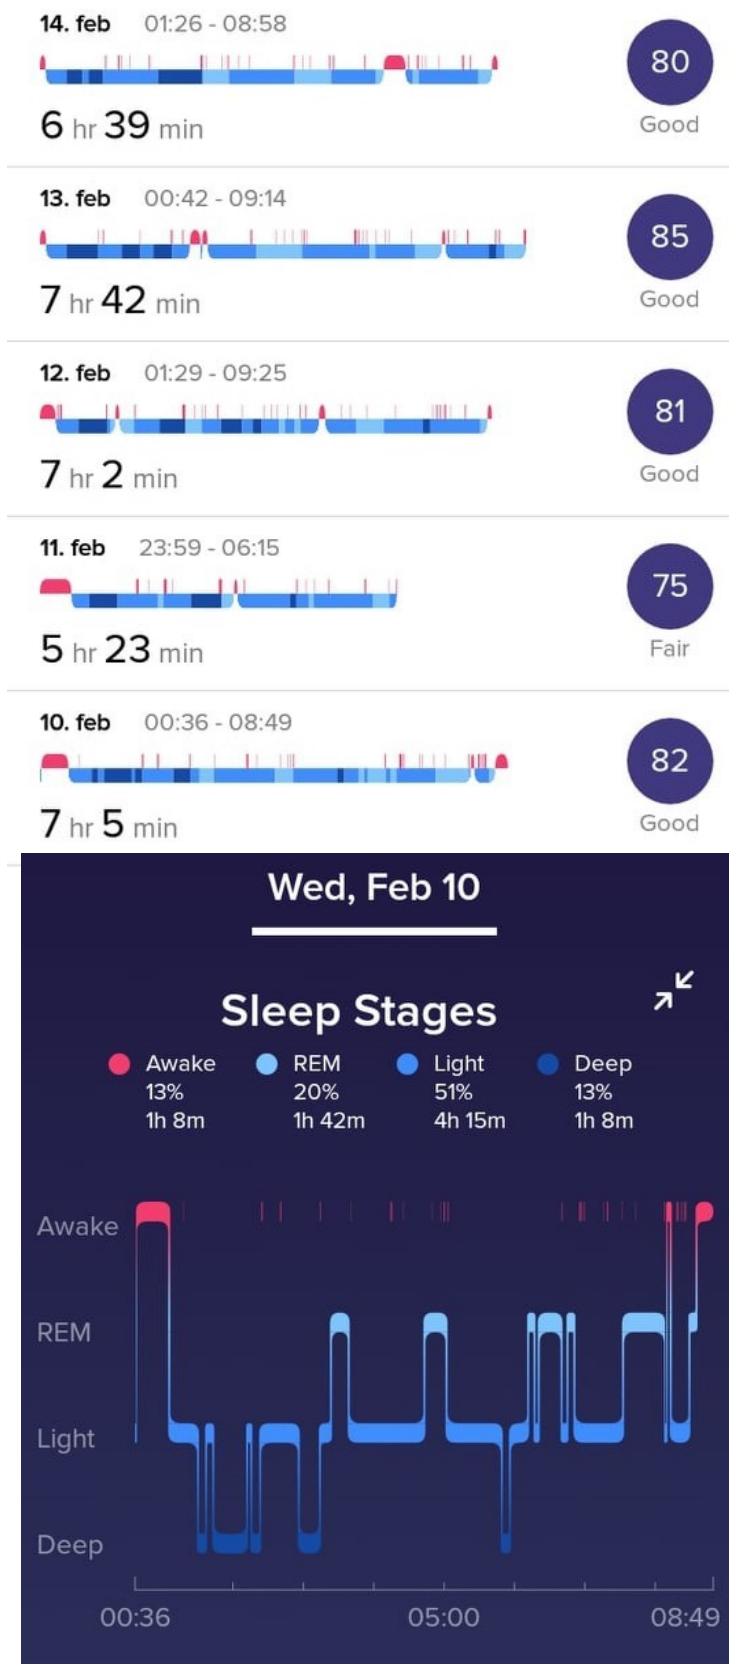 14. feb 01:26 - 08:58
80
6 hr 39 min
Good
13. feb 00:42 - 09:14
85
7 hr 42 min
Good
12. feb 01:29 - 09:25
81
7 hr 2 min
Good
11. feb 23:59 - 06:15
75
5 hr 23 min
Fair
10. feb 00:36 - 08:49
82
7 hr 5 min
Good
Wed, Feb 10
Sleep Stages
Awake REM Light Deep
13% 20% 51% 13%
1h 8m 1h 42m 4h 15m 1h 8m
Awake
REM
Light
Deep
00:36 05:00 08:49